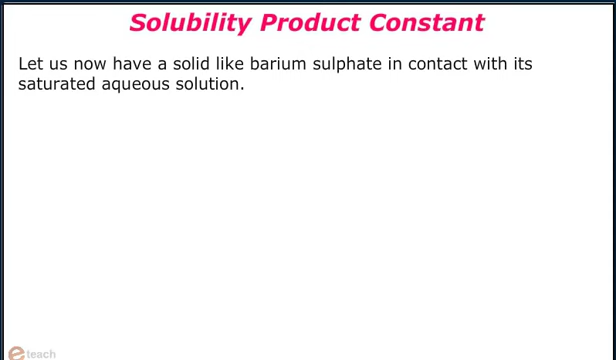 Solubility Product Constant
Let us now have a solid like barium sulphate in contact with its
saturated aqueous solution.
e teach